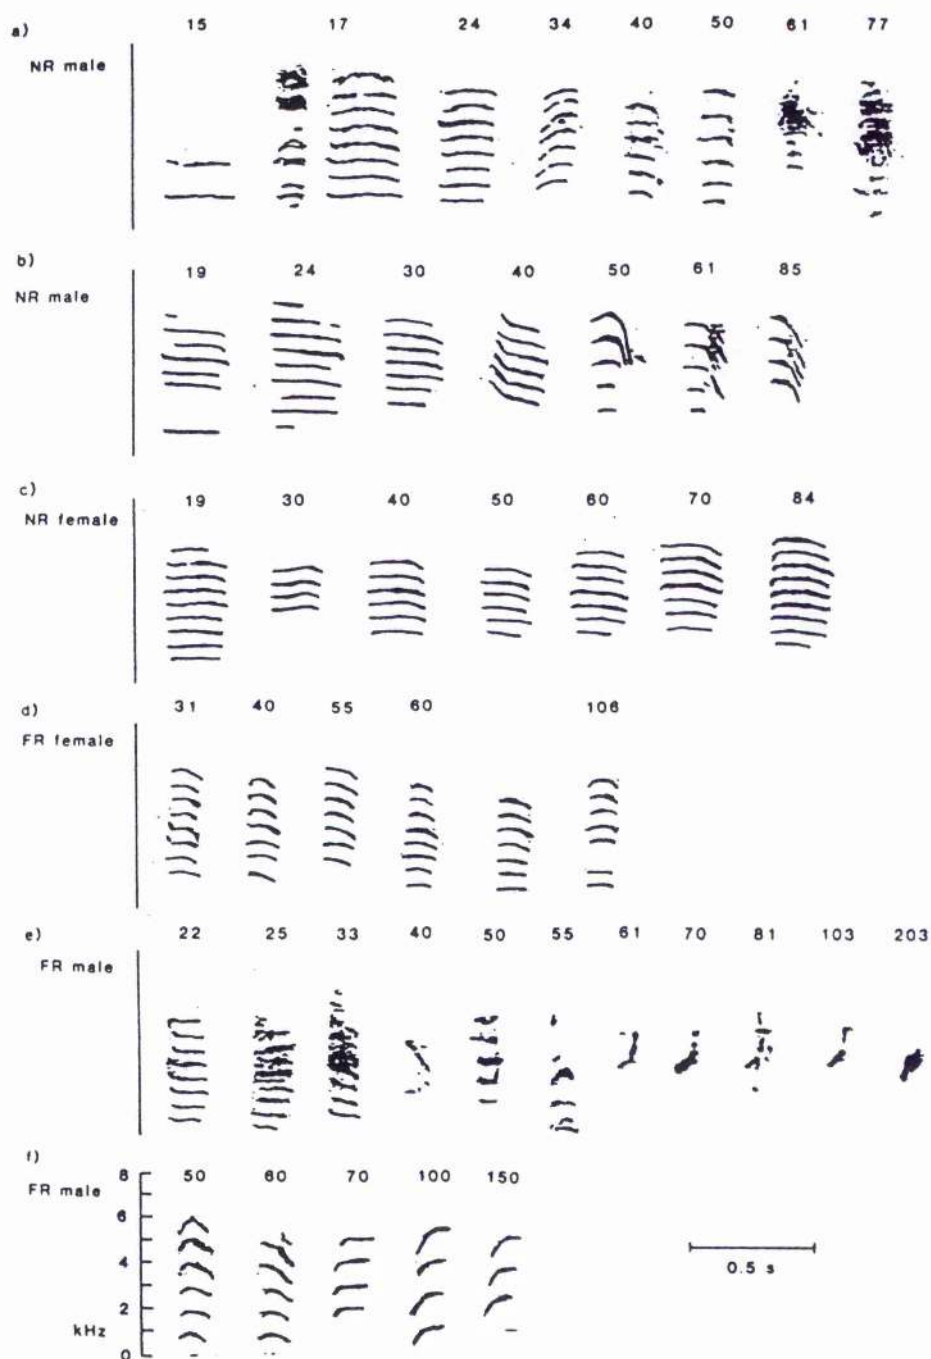 a) 15 17 24 34 40 50 61 77
NR male
b) 19 24 30 40 50 61 85
NR male
c) 19 30 40 50 60 70 84
NR female
d) 31 40 55 60 106
FR female
e) 22 25 33 40 50 55 61 70 81 103 203
FR male
f)
8 50 60 70 100 150
FR male
6
4
0.5 s
2
kHz
0